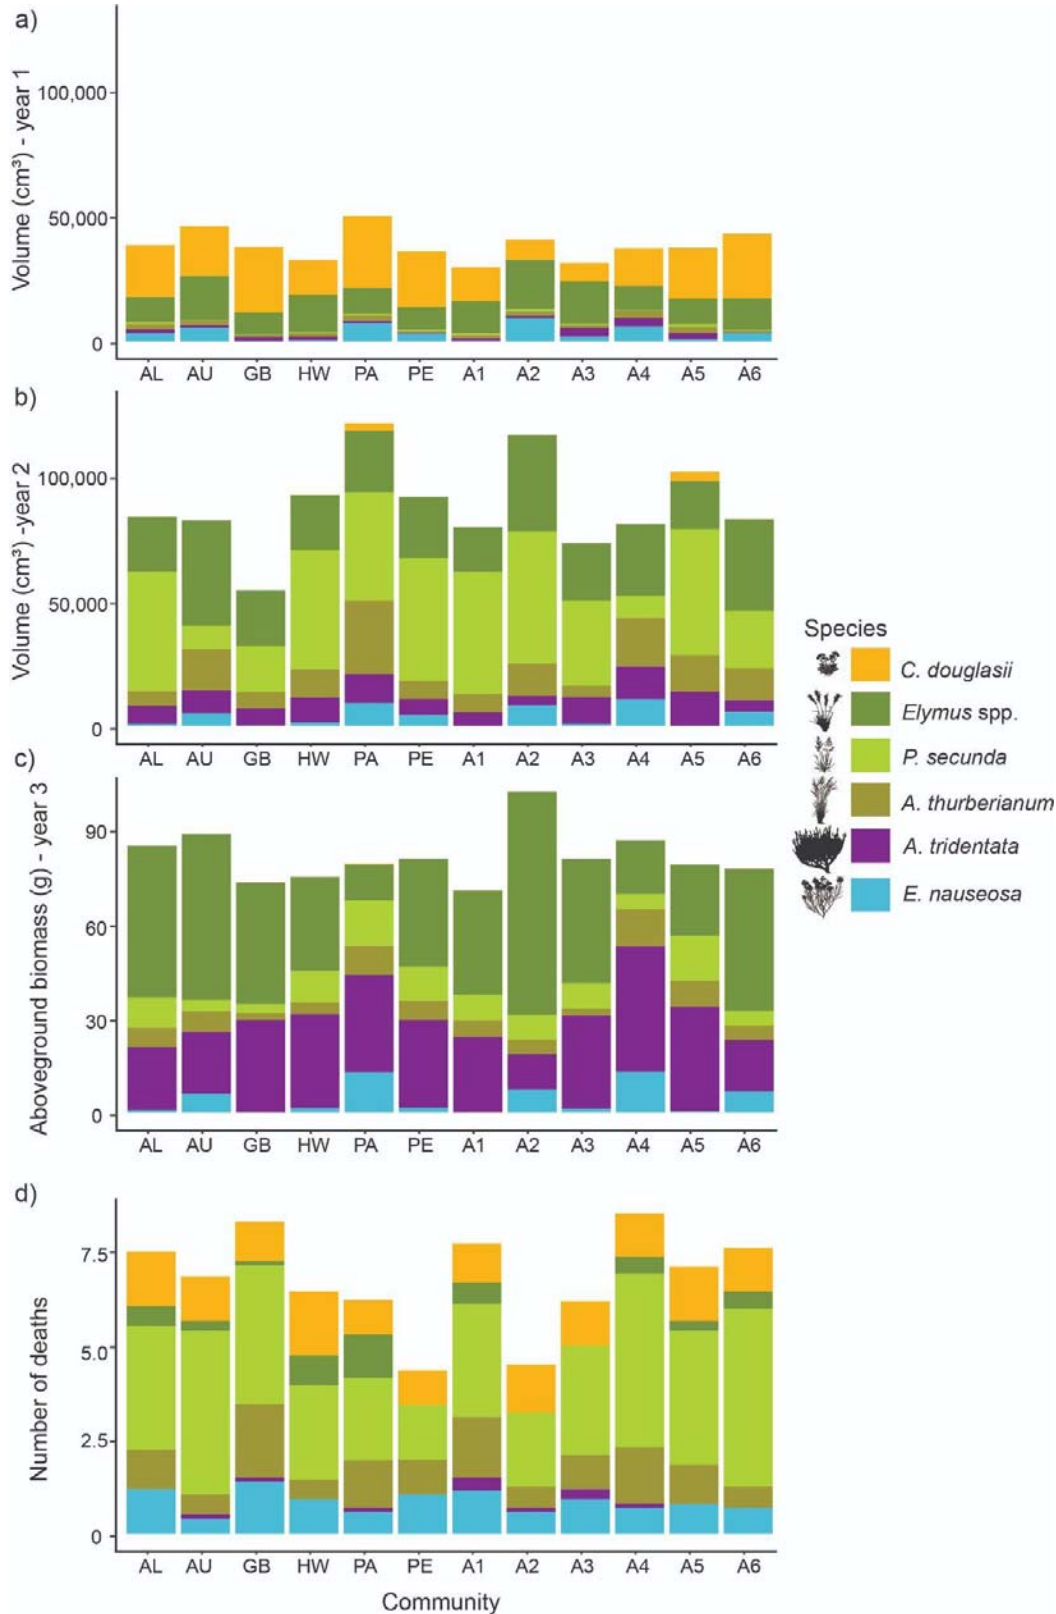 a)
Volume (cm³) - year 1
100,000
50,000
0
AL AU GB HW PA PE A1 A2 A3 A4 A5 A6
b)
Volume (cm³) -year 2
100,000
50,000
0
AL AU GB HW PA PE A1 A2 A3 A4 A5 A6
Species
C. douglasii
Elymus spp.
P. secunda
A. thurberianum
A. tridentata
E. nauseosa
c)
Aboveground biomass (g) - year 3
90
60
30
0
AL AU GB HW PA PE A1 A2 A3 A4 A5 A6
d)
Number of deaths
7.5
5.0
2.5
0
AL AU GB HW PA PE A1 A2 A3 A4 A5 A6
Community